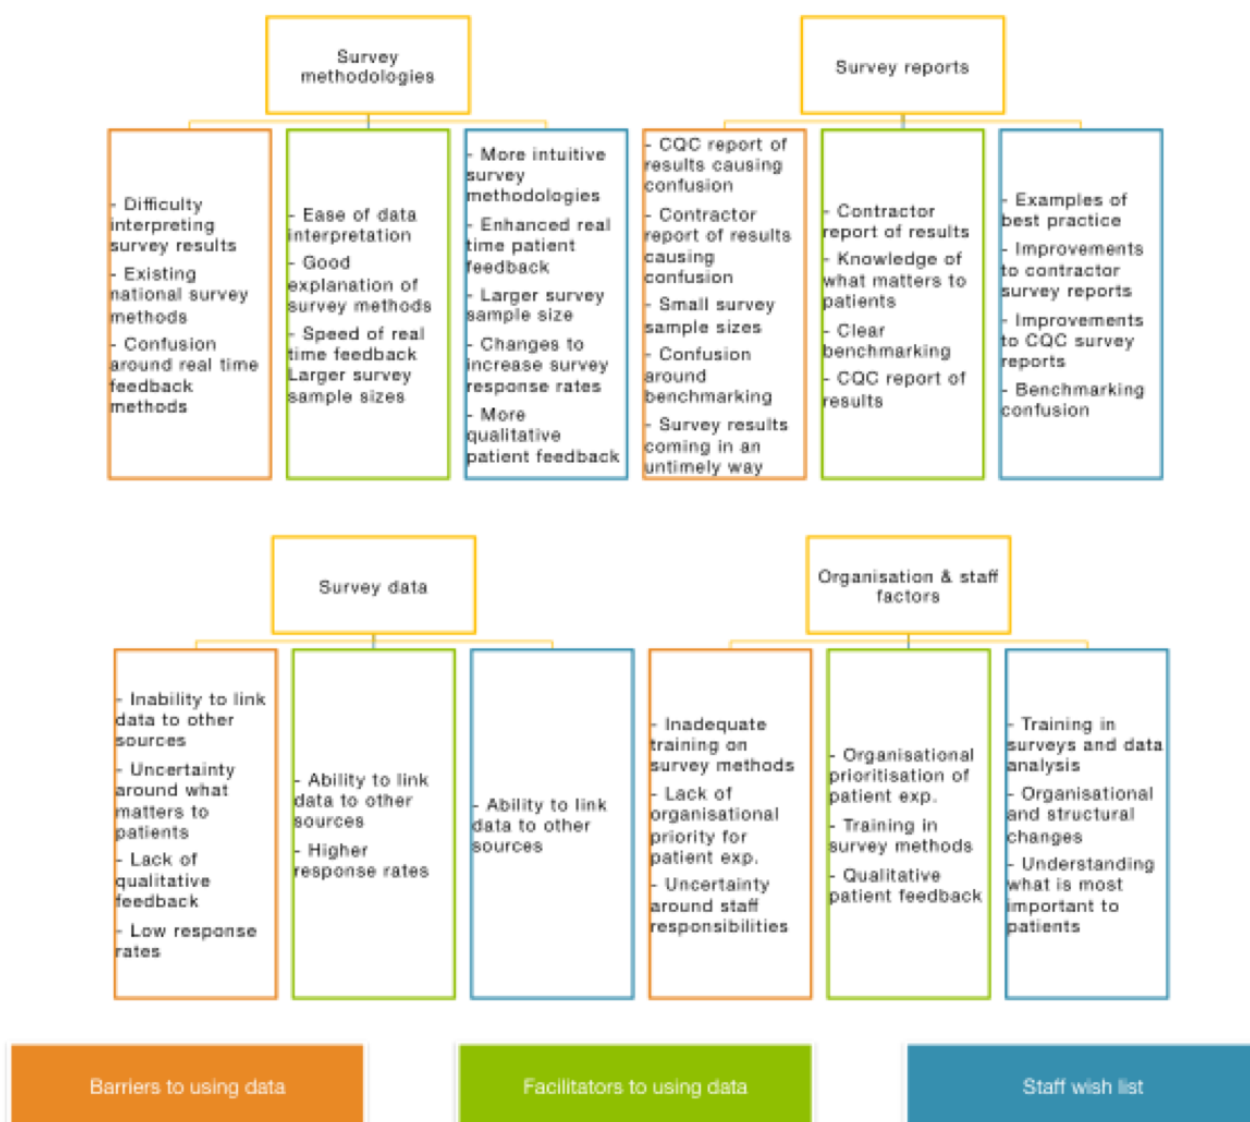 Survey
methodologies
- Difficulty
interpreting
survey results
- Existing
national survey
methods
- Confusion
around real time
feedback
methods
- Ease of data
interpretation
- Good
explanation of
survey methods
- Speed of real
time feedback
Larger survey
sample sizes
- More intuitive
survey
methodologies
- Enhanced real
time patient
feedback
- Larger survey
sample size
- Changes to
increase survey
response rates
- More
qualitative
patient feedback
Survey reports
- CQC report of
results causing
confusion
- Contractor
report of results
causing
confusion
- Small survey
sample sizes
- Confusion
around
benchmarking
- Survey results
coming in an
untimely way
- Contractor
report of results
- Knowledge of
what matters to
patients
- Clear
benchmarking
- CQC report of
results
- Examples of
best practice
- Improvements
to contractor
survey reports
- Improvements
to CQC survey
reports
- Benchmarking
confusion
Survey data
- Inability to link
data to other
sources
- Uncertainty
around what
matters to
patients
- Lack of
qualitative
feedback
- Low response
rates
- Ability to link
data to other
sources
- Higher
response rates
- Ability to link
data to other
sources
Organisation & staff
factors
- Inadequate
training on
survey methods
- Lack of
organisational
priority for
patient exp.
- Uncertainty
around staff
responsibilities
- Organisational
prioritisation of
patient exp.
- Training in
survey methods
- Qualitative
patient feedback
- Training in
surveys and data
analysis
- Organisational
and structural
changes
- Understanding
what is most
important to
patients
Barriers to using data
Facilitators to using data
Staff wish list